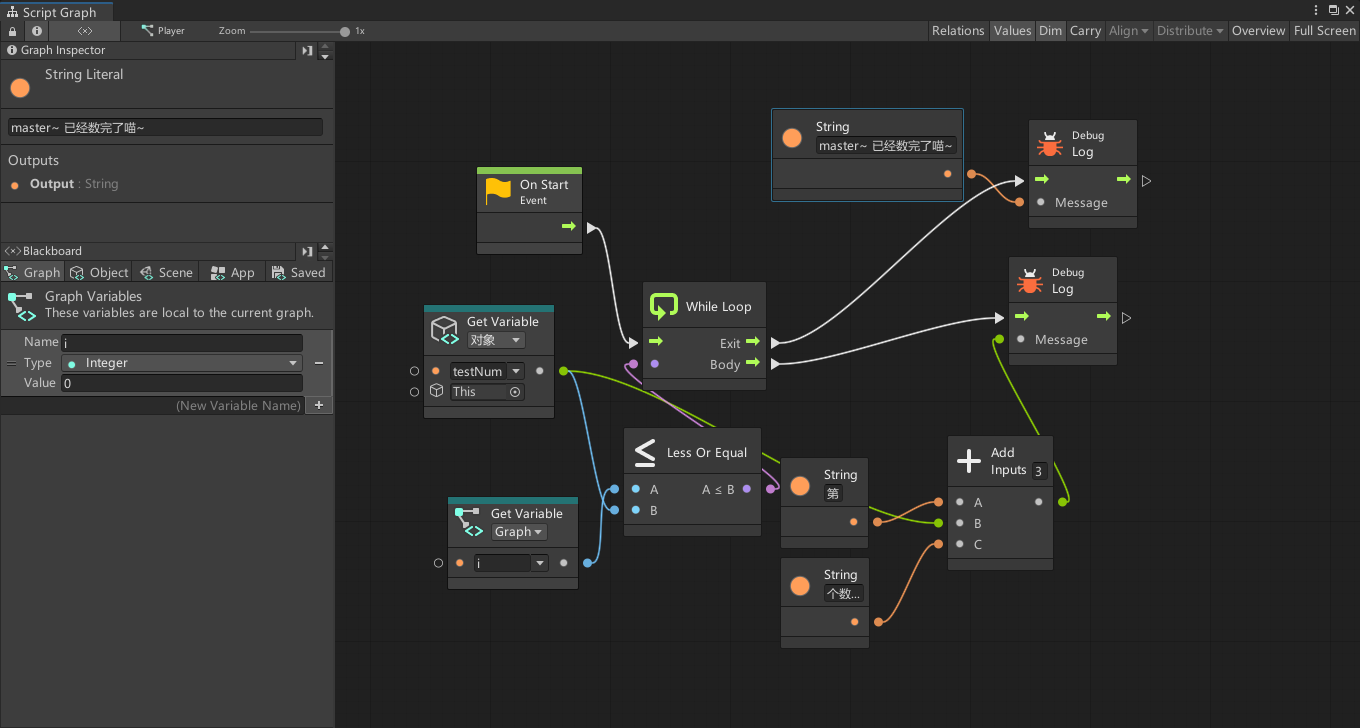 Script Graph
Player
Zoom
1x
Relations
Values
Dim
Carry
Align
Distribute
Overview
Full Screen
Graph Inspector
String Literal
master~ 已经数完了喵~
Outputs
Output : String
Blackboard
Graph
Object
Scene
App
Saved
Graph Variables
These variables are local to the current graph.
Name i
Type Integer
Value 0
(New Variable Name)
String
master~ 已经数完了喵~
Debug
Log
Message
On Start
Event
Debug
Log
Message
While Loop
Exit
Body
Get Variable
对象
testNum
This
Less Or Equal
A
A ≤ B
B
Get Variable
Graph
i
String
第
String
个数...
Add
Inputs 3
A
B
C